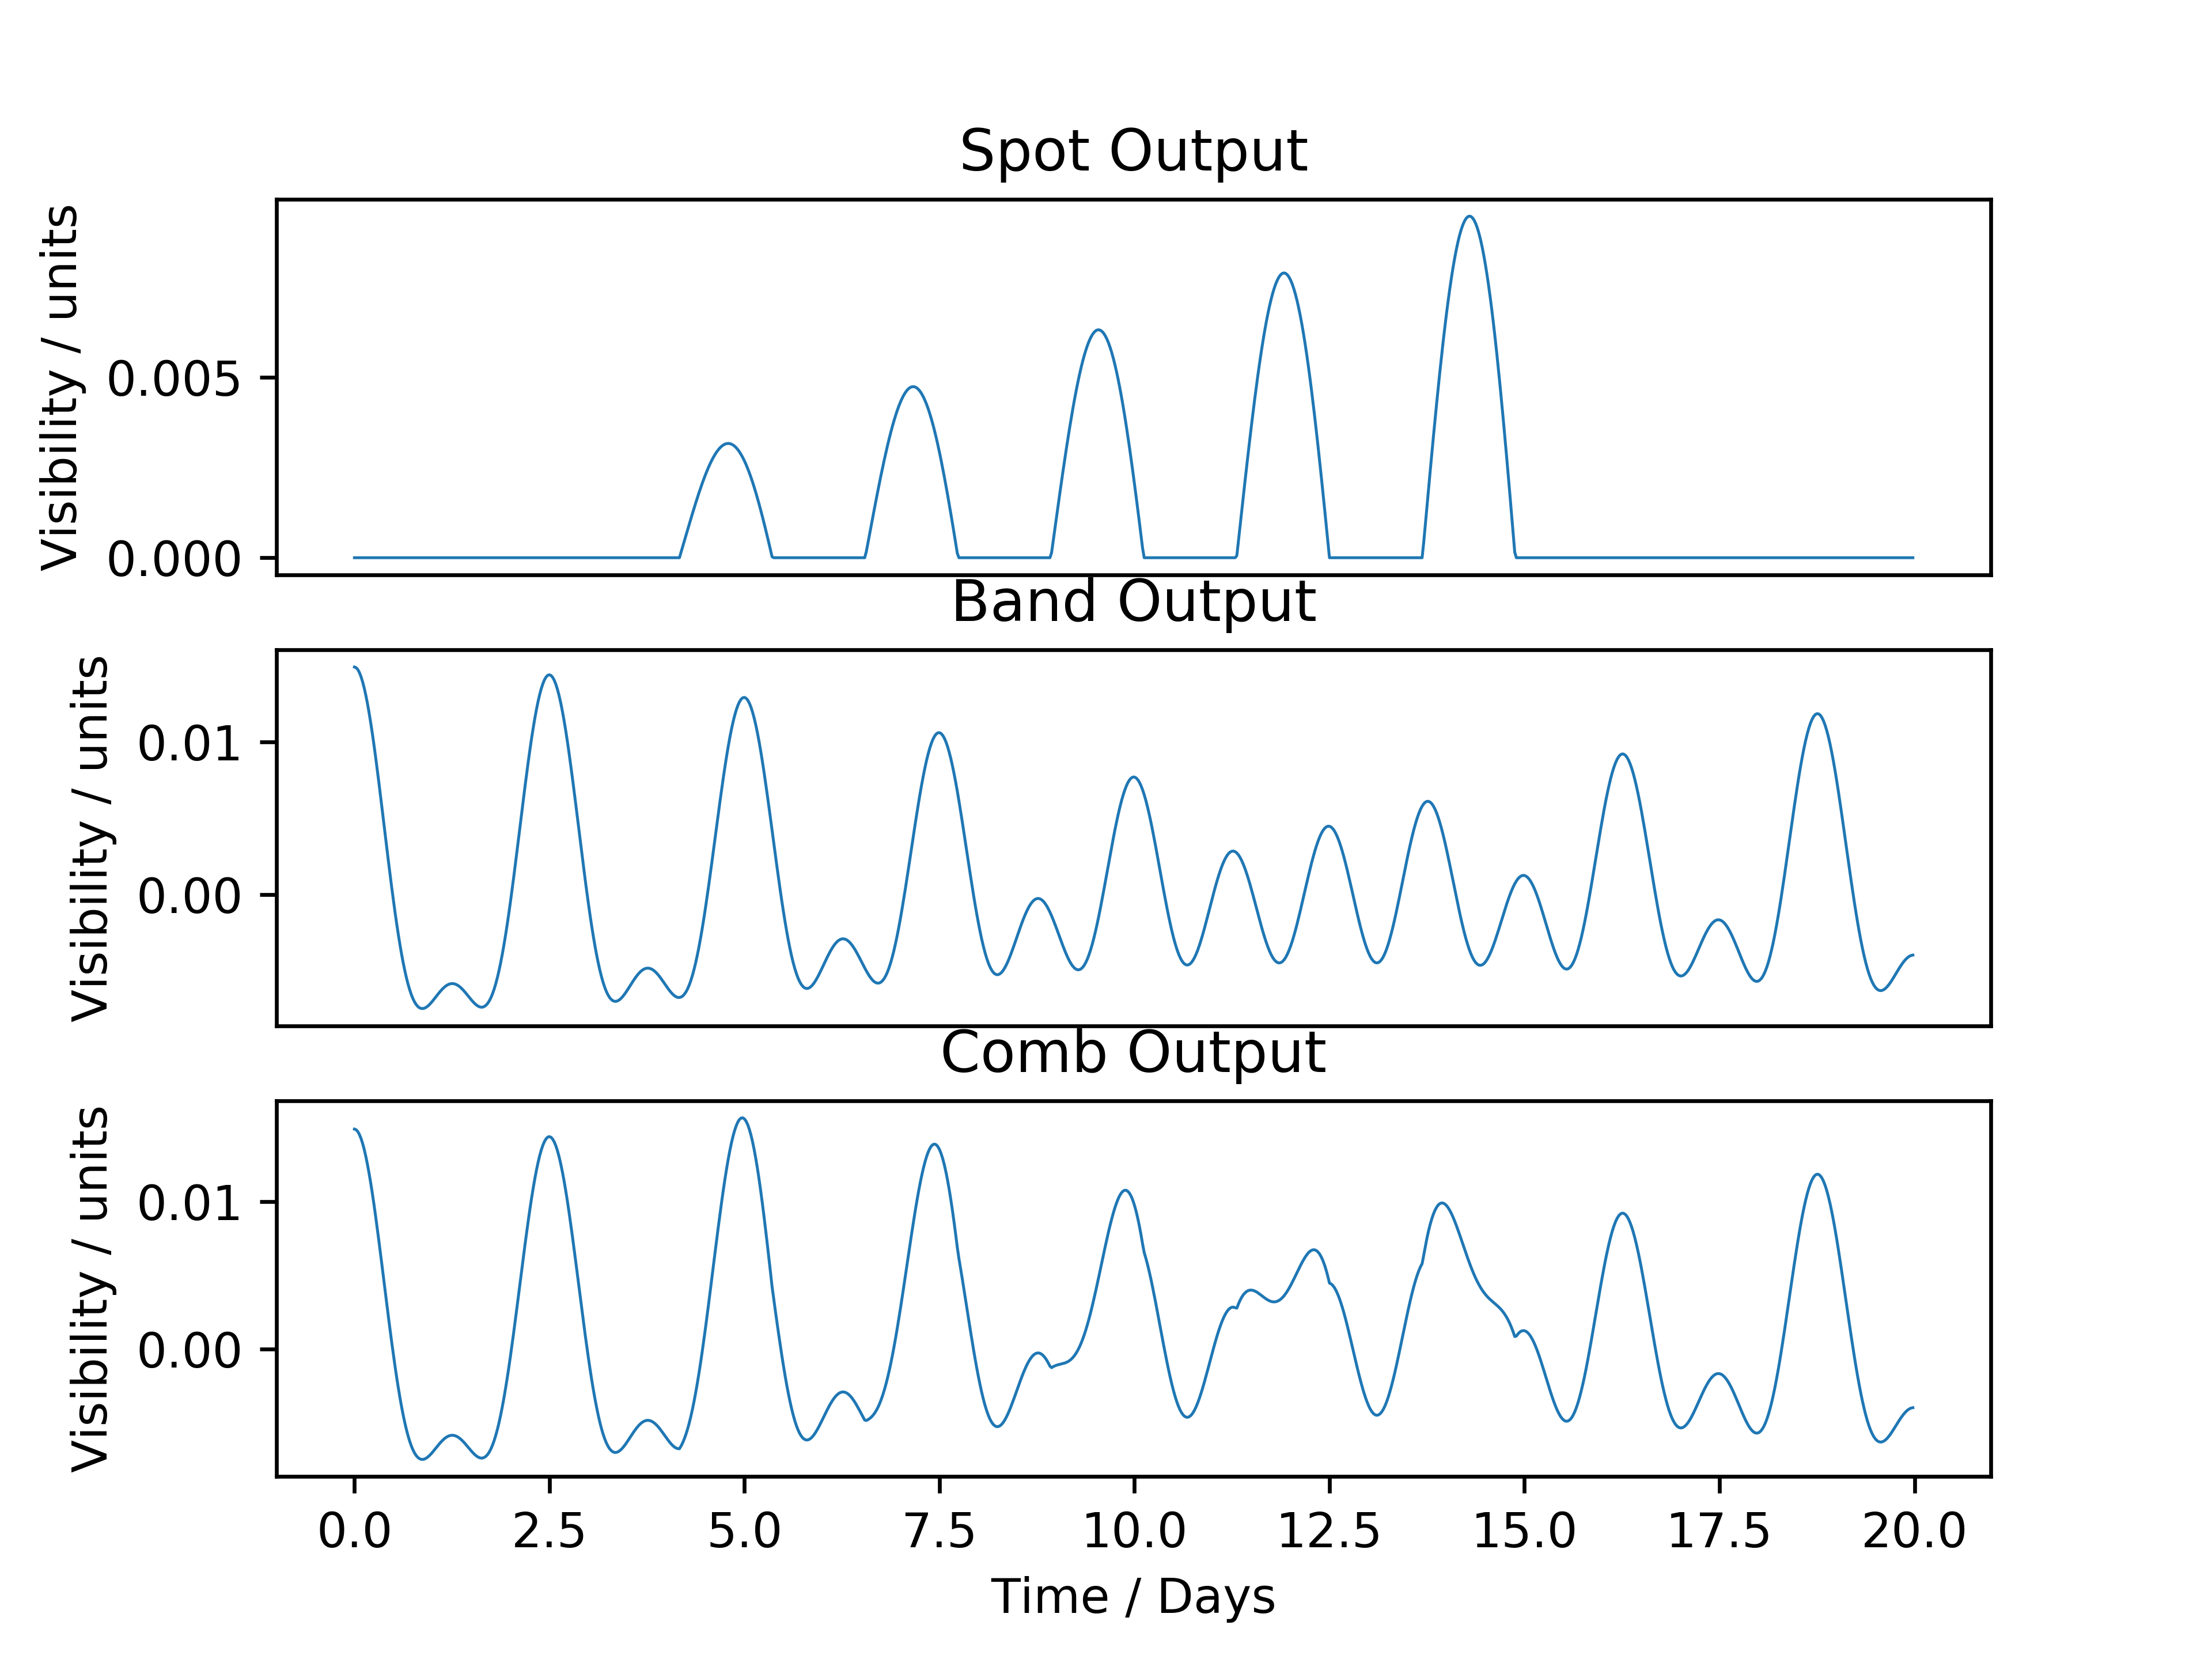 Spot Output
Visibility / units
0.005
0.000
Band Output
Visibility / units
0.01
0.00
Comb Output
Visibility / units
0.01
0.00
0.0 2.5 5.0 7.5 10.0 12.5 15.0 17.5 20.0
Time / Days